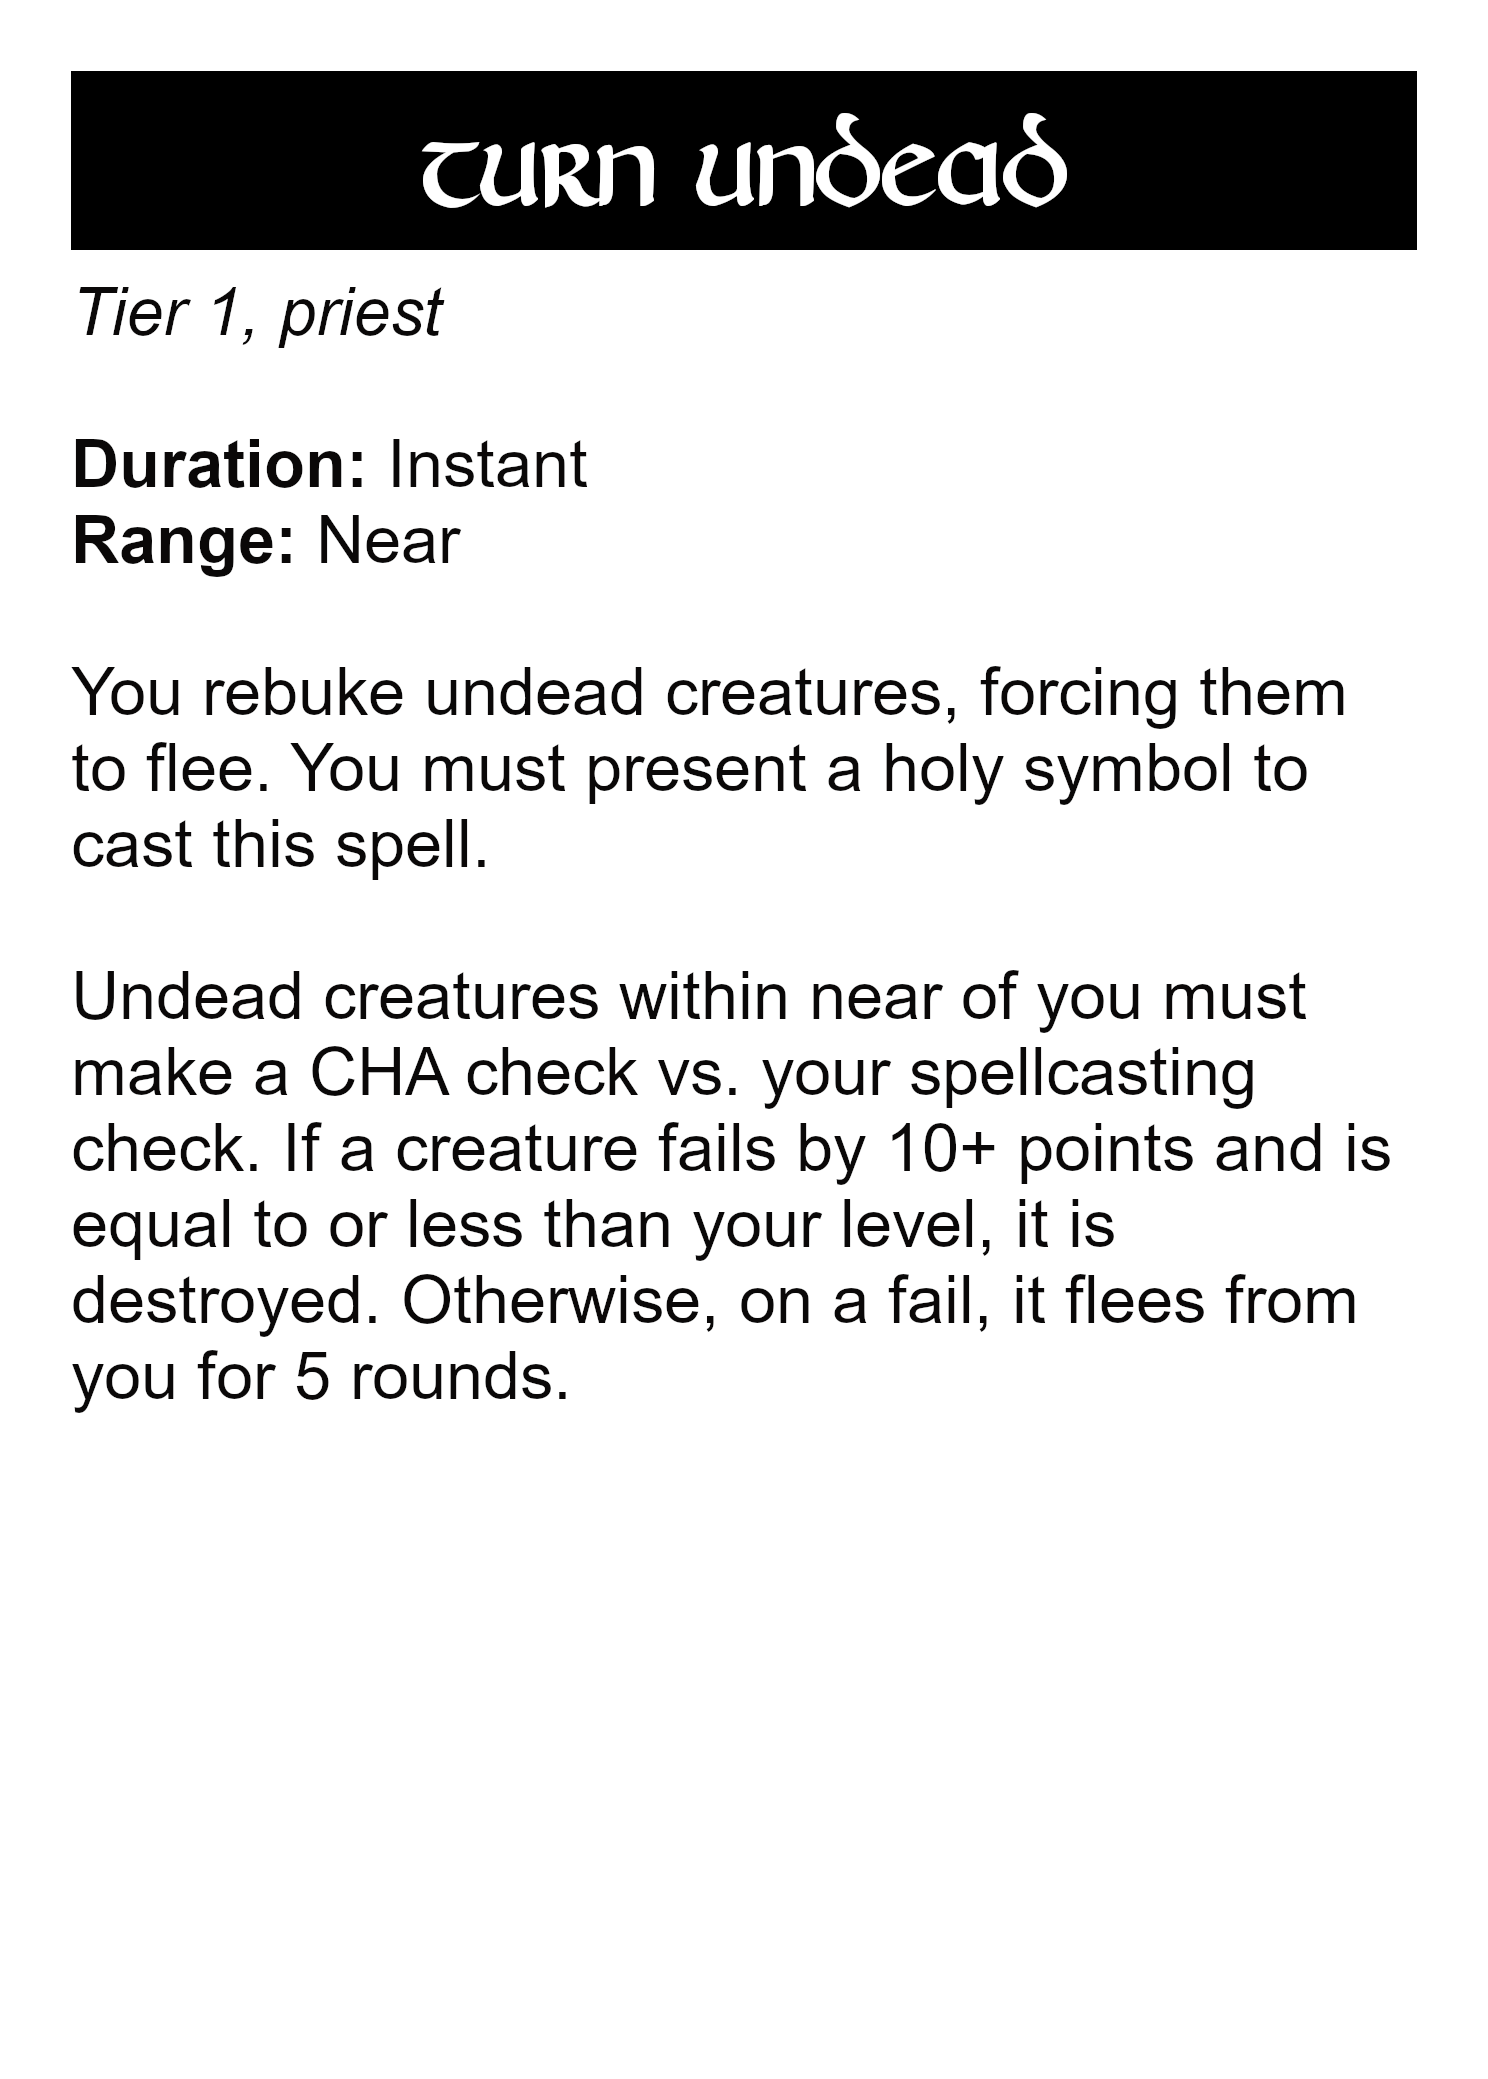 Turn Undead
Tier 1, priest
Duration: Instant
Range: Near
You rebuke undead creatures, forcing them
to flee. You must present a holy symbol to
cast this spell.
Undead creatures within near of you must
make a CHA check vs. your spellcasting
check. If a creature fails by 10+ points and is
equal to or less than your level, it is
destroyed. Otherwise, on a fail, it flees from
you for 5 rounds.